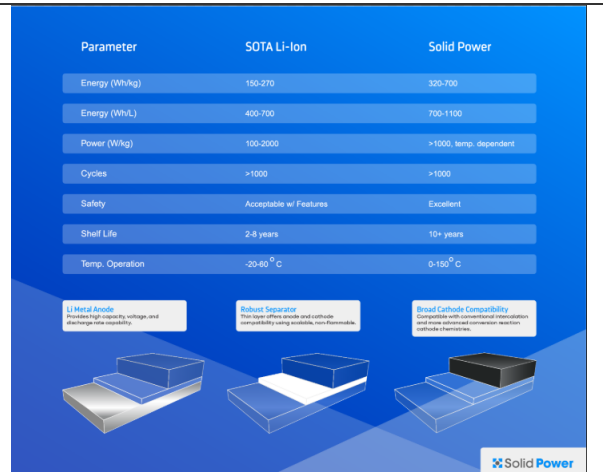 Parameter SOTA Li-Ion Solid Power
Energy (Wh/kg) 150-270 320-700
Energy (Wh/L) 400-700 700-1100
Power (W/kg) 100-2000 >1000, temp. dependent
Cycles >1000 >1000
Safety Acceptable w/ Features Excellent
Shelf Life 2-8 years 10+ years
Temp. Operation -20-60° C 0-150° C
Li Metal Anode
Provides high capacity, voltage, and
discharge rate capability.
Robust Separator
Thin layer offers anode and cathode
compatibility using scalable, non-flammable.
Broad Cathode Compatibility
Compatible with conventional intercalation
and more advanced conversion reaction
cathode chemistries.
Solid Power